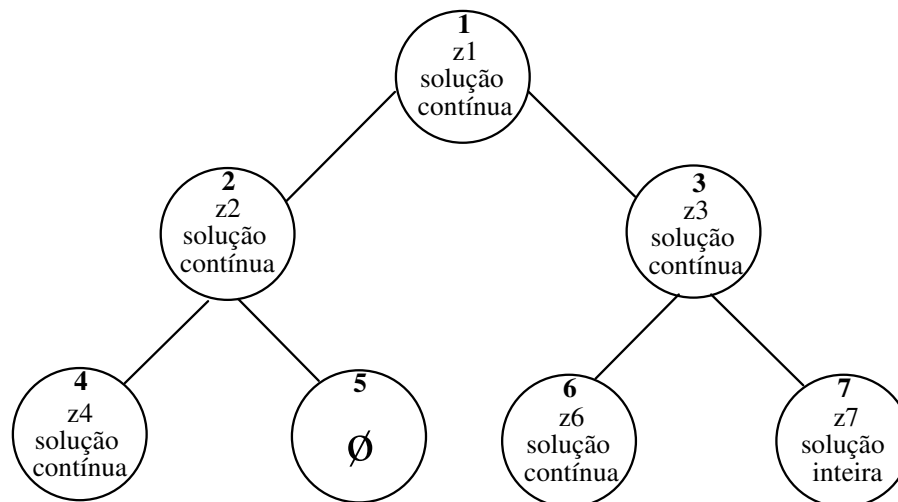 1
z1
solução
contínua
2
z2
solução
contínua
3
z3
solução
contínua
4
z4
solução
contínua
5
Ø
6
z6
solução
contínua
7
z7
solução
inteira